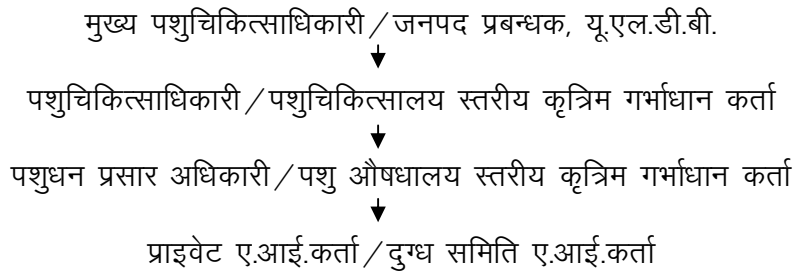 मुख्य पशुचिकित्साधिकारी/जनपद प्रबन्धक, यू.एल.डी.बी.
पशुचिकित्साधिकारी/पशुचिकित्सालय स्तरीय कृत्रिम गर्भाधान कर्ता
पशुधन प्रसार अधिकारी/पशु औषधालय स्तरीय कृत्रिम गर्भाधान कर्ता
प्राइवेट ए.आई.कर्ता/दुग्ध समिति ए.आई.कर्ता